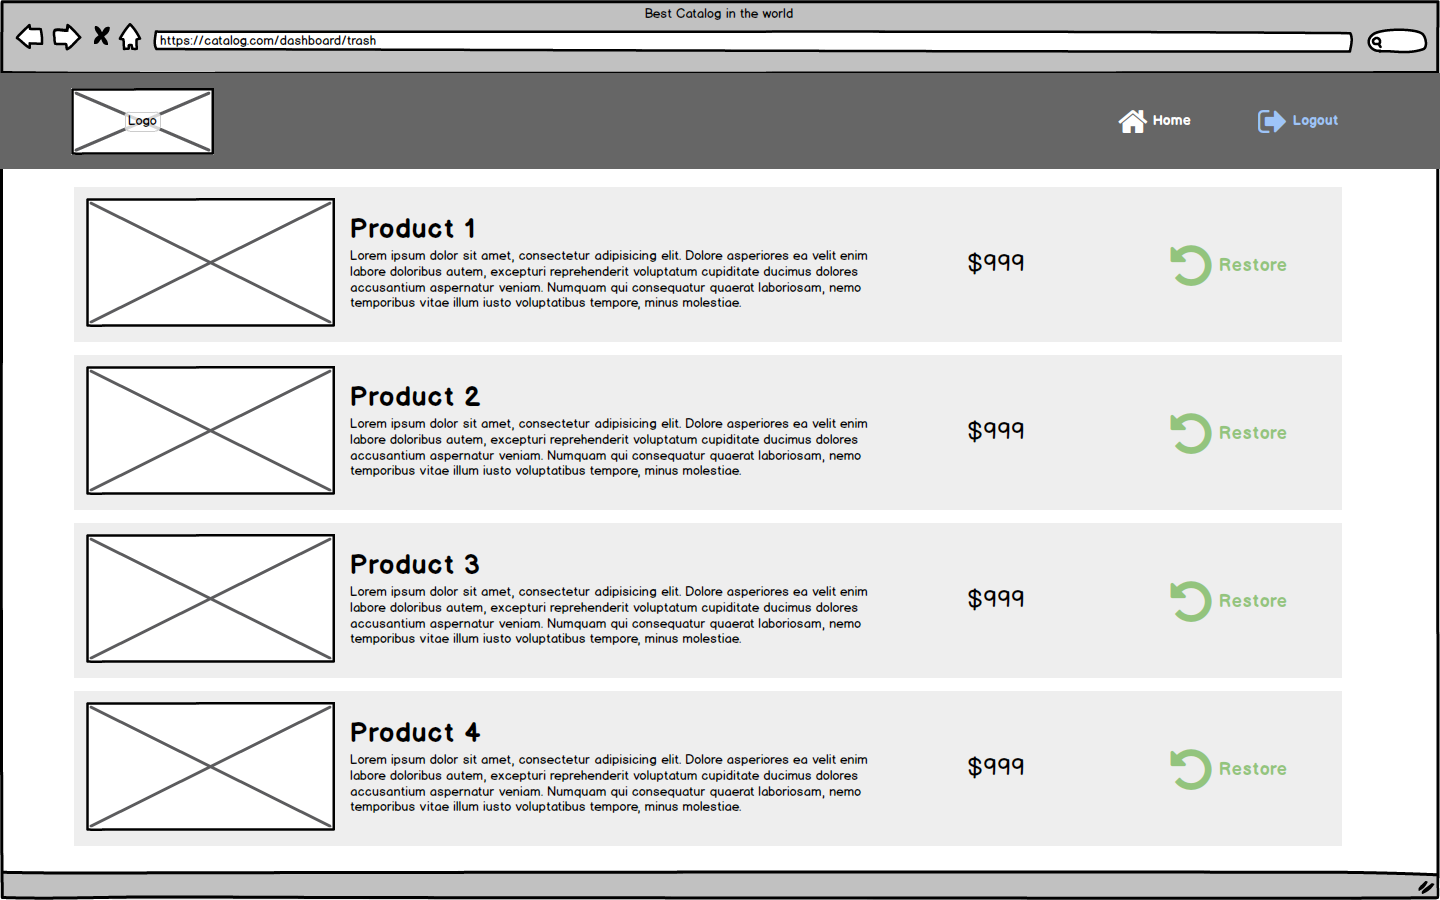 Best Catalog in the world
https://catalog.com/dashboard/trash
Logo
Home
Logout
Product 1
Lorem ipsum dolor sit amet, consectetur adipisicing elit. Dolore asperiores ea velit enim
labore doloribus autem, excepturi reprehenderit voluptatum cupiditate ducimus dolores
accusantium aspernatur veniam. Numquam qui consequatur quaerat laboriosam, nemo
temporibus vitae illum iusto voluptatibus tempore, minus molestiae.
$999
Restore
Product 2
Lorem ipsum dolor sit amet, consectetur adipisicing elit. Dolore asperiores ea velit enim
labore doloribus autem, excepturi reprehenderit voluptatum cupiditate ducimus dolores
accusantium aspernatur veniam. Numquam qui consequatur quaerat laboriosam, nemo
temporibus vitae illum iusto voluptatibus tempore, minus molestiae.
$999
Restore
Product 3
Lorem ipsum dolor sit amet, consectetur adipisicing elit. Dolore asperiores ea velit enim
labore doloribus autem, excepturi reprehenderit voluptatum cupiditate ducimus dolores
accusantium aspernatur veniam. Numquam qui consequatur quaerat laboriosam, nemo
temporibus vitae illum iusto voluptatibus tempore, minus molestiae.
$999
Restore
Product 4
Lorem ipsum dolor sit amet, consectetur adipisicing elit. Dolore asperiores ea velit enim
labore doloribus autem, excepturi reprehenderit voluptatum cupiditate ducimus dolores
accusantium aspernatur veniam. Numquam qui consequatur quaerat laboriosam, nemo
temporibus vitae illum iusto voluptatibus tempore, minus molestiae.
$999
Restore